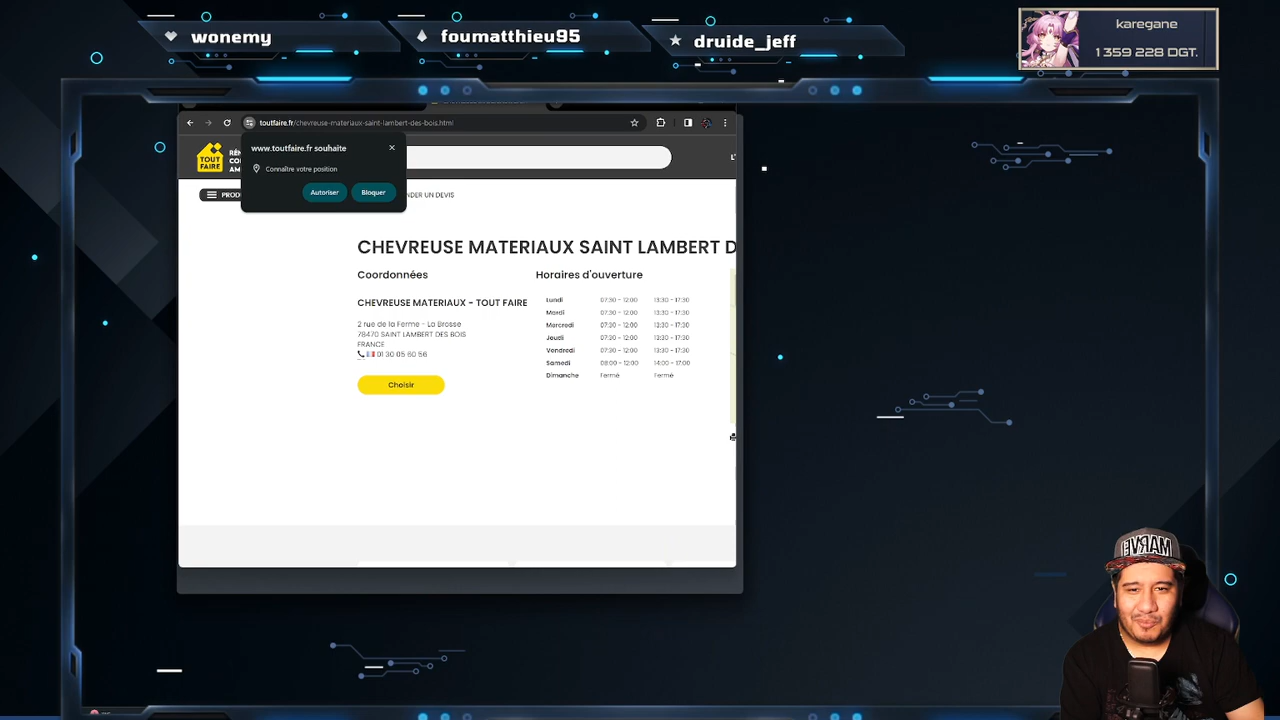 wonemy
foumatthieu95
druide_jeff
karegane
1 359 228 DGT.
toutfaire.fr/chevreuse-materiaux-saint-lambert-des-bois.html
TOUT
FAIRE
www.toutfaire.fr souhaite
Connaître votre position
Autoriser
Bloquer
PROD
NDER UN DEVIS
CHEVREUSE MATERIAUX SAINT LAMBERT D
Coordonnées
Horaires d'ouverture
CHEVREUSE MATERIAUX - TOUT FAIRE
2 rue de la Ferme - La Brosse
78470 SAINT LAMBERT DES BOIS
FRANCE
01 30 05 60 56
Choisir
Lundi 07:30 - 12:00 13:30 - 17:30
Mardi 07:30 - 12:00 13:30 - 17:30
Mercredi 07:30 - 12:00 13:30 - 17:30
Jeudi 07:30 - 12:00 13:30 - 17:30
Vendredi 07:30 - 12:00 13:30 - 17:30
Samedi 08:00 - 12:00 14:00 - 17:00
Dimanche Fermé Fermé
MARVEL